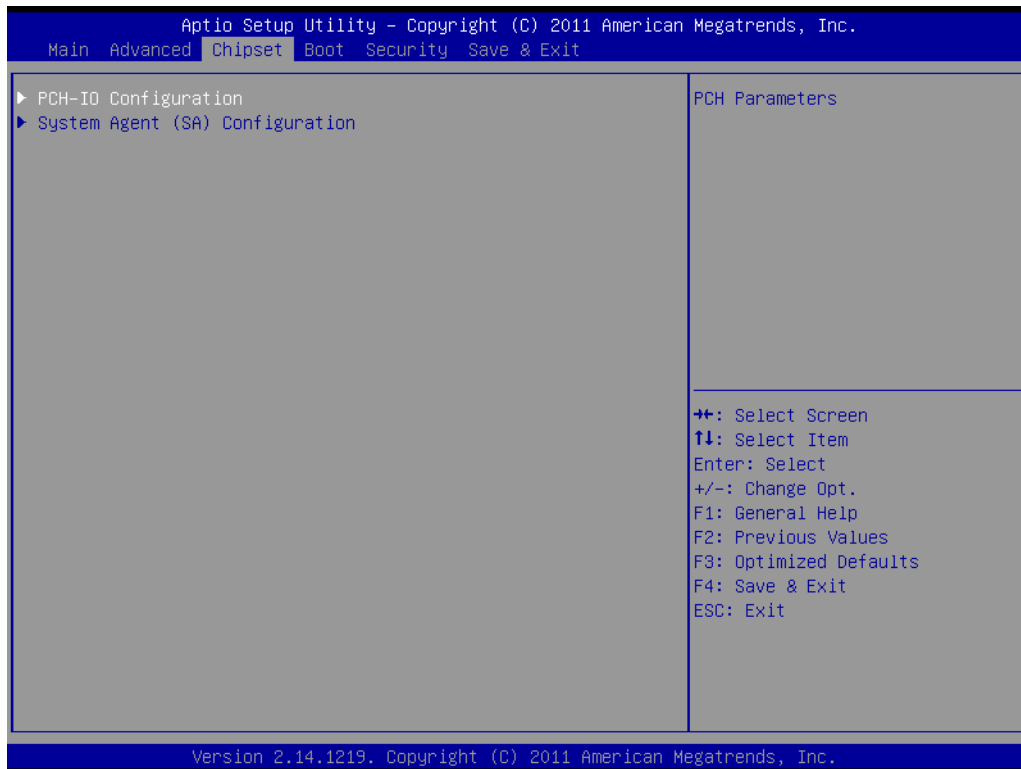 Aptio Setup Utility – Copyright (C) 2011 American Megatrends, Inc.
Main Advanced Chipset Boot Security Save & Exit
▶ PCH-IO Configuration
▶ System Agent (SA) Configuration
PCH Parameters
→←: Select Screen
↑↓: Select Item
Enter: Select
+/-: Change Opt.
F1: General Help
F2: Previous Values
F3: Optimized Defaults
F4: Save & Exit
ESC: Exit
Version 2.14.1219. Copyright (C) 2011 American Megatrends, Inc.